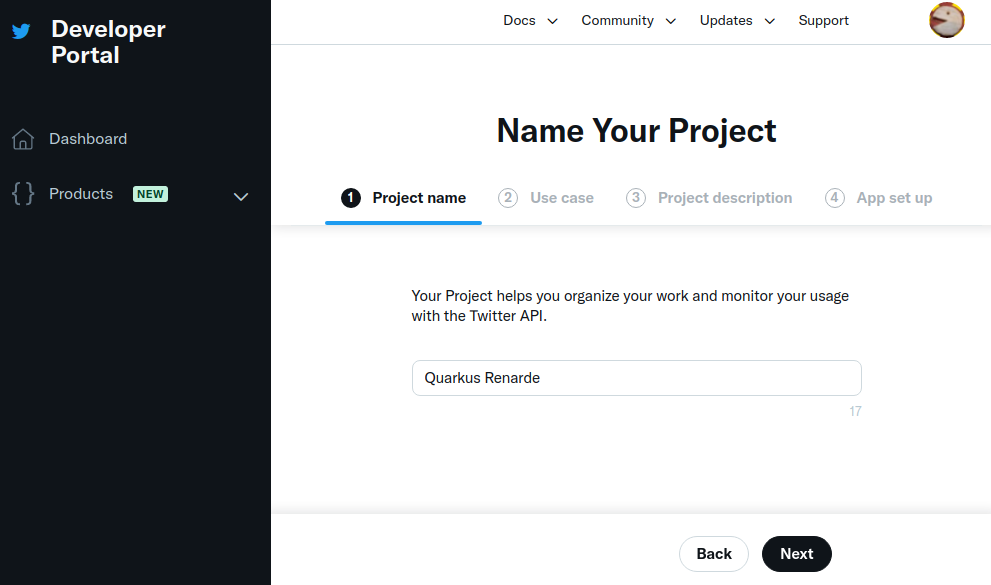 Developer
Portal
Docs
Community
Updates
Support
Dashboard
Products NEW
Name Your Project
1 Project name
2 Use case
3 Project description
4 App set up
Your Project helps you organize your work and monitor your usage
with the Twitter API.
Quarkus Renarde
17
Back
Next